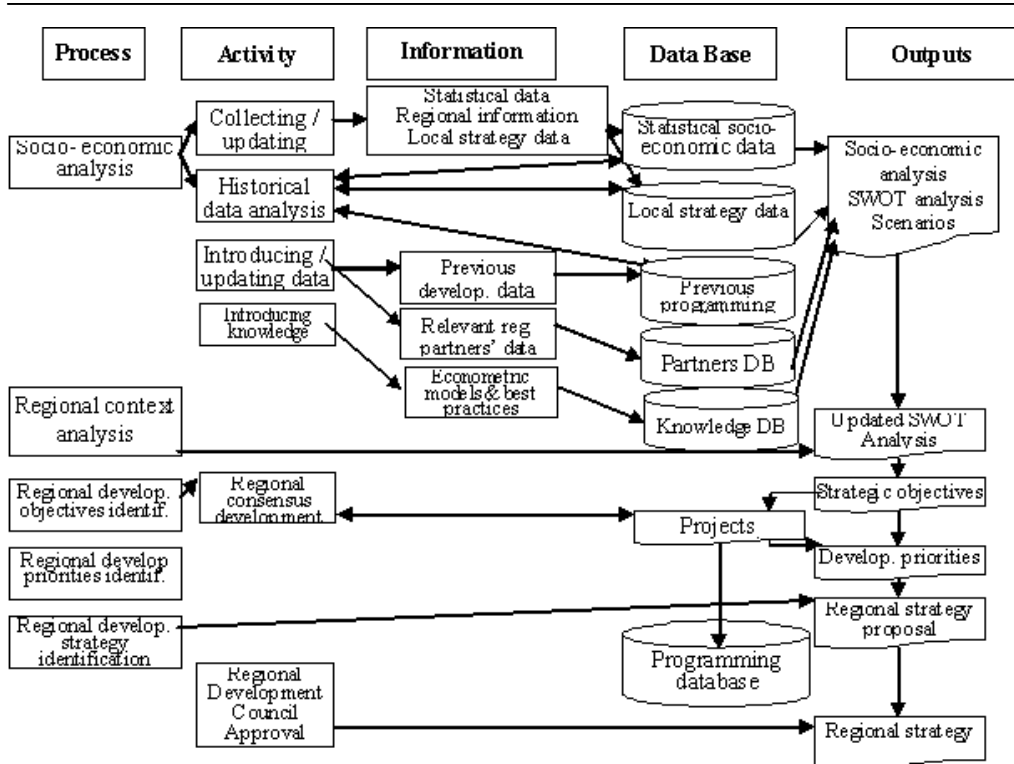 Process
Activity
Information
Data Base
Outputs
Socio- economic
analysis
Collecting /
updating
Statistical data
Regional information
Local strategy data
Statistical socio-
economic data
Socio-economic
analysis
SWOT analysis
Scenarios
Historical
data analysis
Local strategy data
Introducing /
updating data
Previous
develop. data
Previous
programming
Introducing
knowledge
Relevant reg
partners' data
Partners DB
Econometric
models& best
practices
Knowledge DB
Regional context
analysis
Updated SWOT
Analysis
Regional develop.
objectives identif.
Regional
consensus
development
Strategic objectives
Projects
Regional develop
priorities identif.
Develop. priorities
Regional develop.
strategy
identification
Regional strategy
proposal
Programming
database
Regional
Development
Council
Approval
Regional strategy